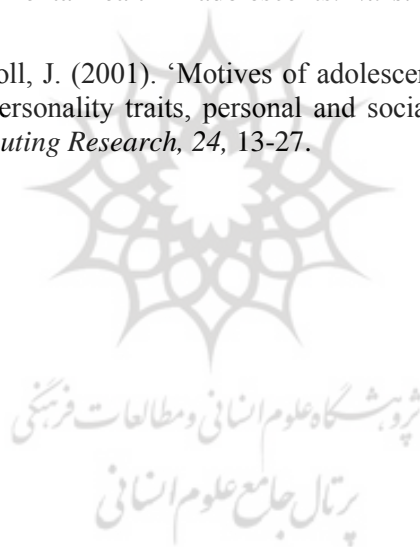 oll, J. (2001). ‘Motives of adolescen
ersonality traits, personal and socia
uting Research, 24, 13-27.
پژوهشگاه علوم انسانی و مطالعات فرهنگی
پرتال جامع علوم انسانی